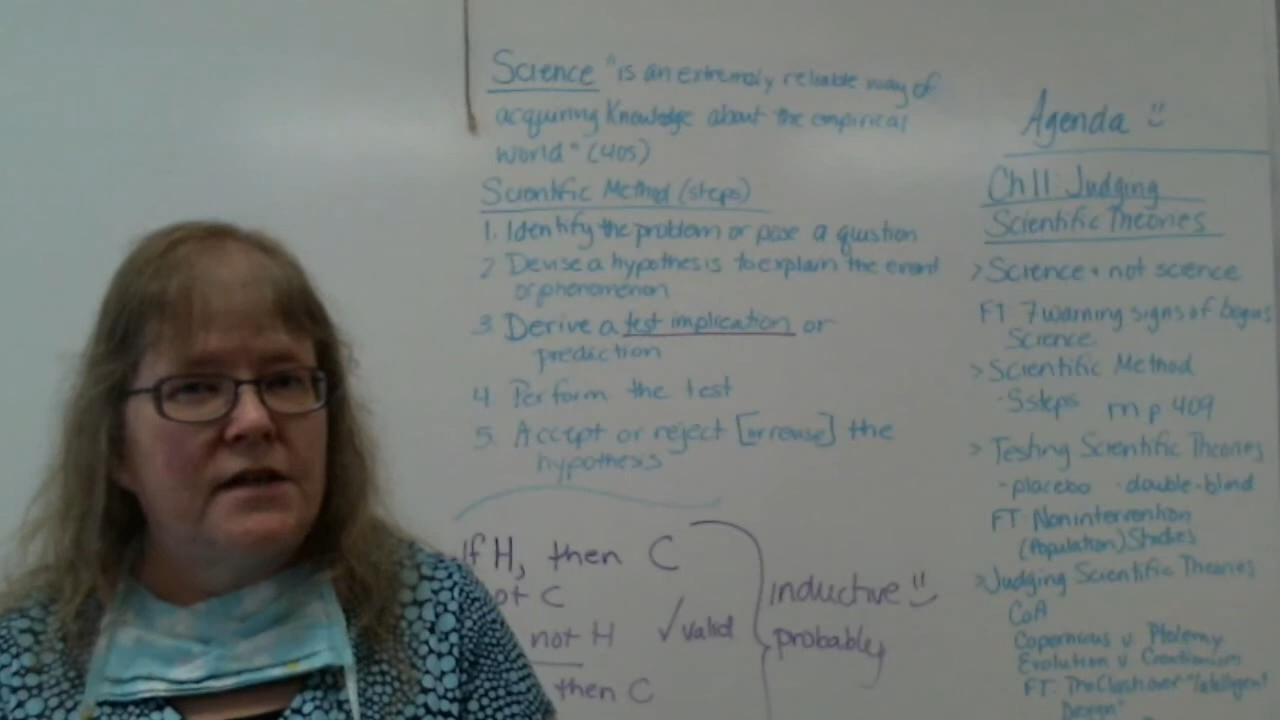 Science "is an extremely reliable way of
acquiring knowledge about the empirical
world" (405)
Scientific Method (steps)
1. Identify the problem or pose a question
2 Devise a hypothesis to explain the event
or phenomenon
3 Derive a test implication or
prediction
4 Perform the test
5. Accept or reject [or revise] the
hypothesis
If H, then C
not C
not H ✓valid
then C
inductive
probably
Agenda
Ch 11 Judging
Scientific Theories
> Science + not science
FT 7 warning signs of bogus
Science
> Scientific Method
· 5 steps rn p 409
> Testing Scientific Theories
- placebo · double-blind
FT Nonintervention
(Population) Studies
> Judging Scientific Theories
CoA
Copernicus v Ptolemy
Evolution v Creationism
FT: The Clash over "Intelligent
Design"